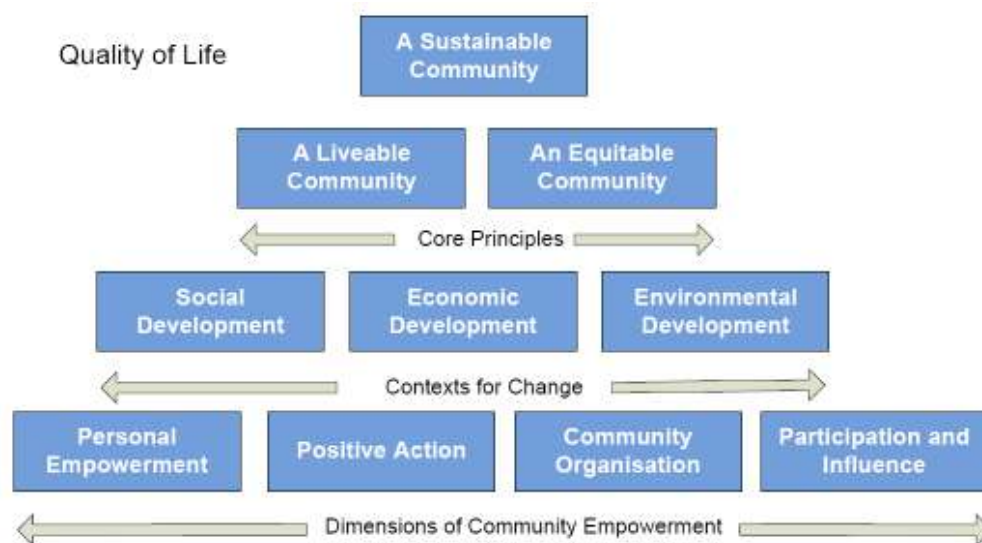 Quality of Life
A Sustainable
Community
A Liveable
Community
An Equitable
Community
Core Principles
Social
Development
Economic
Development
Environmental
Development
Contexts for Change
Personal
Empowerment
Positive Action
Community
Organisation
Participation and
Influence
Dimensions of Community Empowerment